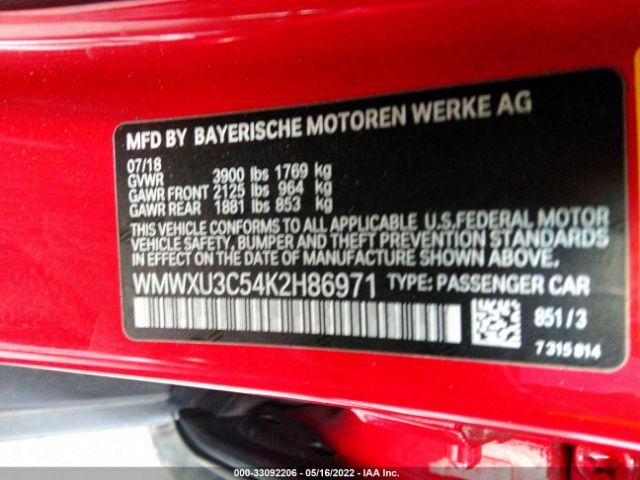 MFD BY BAYERISCHE MOTOREN WERKE AG
07/18
GVWR 3900 lbs 1769 kg
GAWR FRONT 2125 lbs 964 kg
GAWR REAR 1881 lbs 853 kg
THIS VEHICLE CONFORMS TO ALL APPLICABLE U.S.FEDERAL MOTOR
VEHICLE SAFETY, BUMPER AND THEFT PREVENTION STANDARDS
IN EFFECT ON THE DATE OF MANUFACTURE SHOWN ABOVE.
WMWXU3C54K2H86971 TYPE: PASSENGER CAR
851/3
7315814
000-33092206 - 05/16/2022 - IAA Inc.